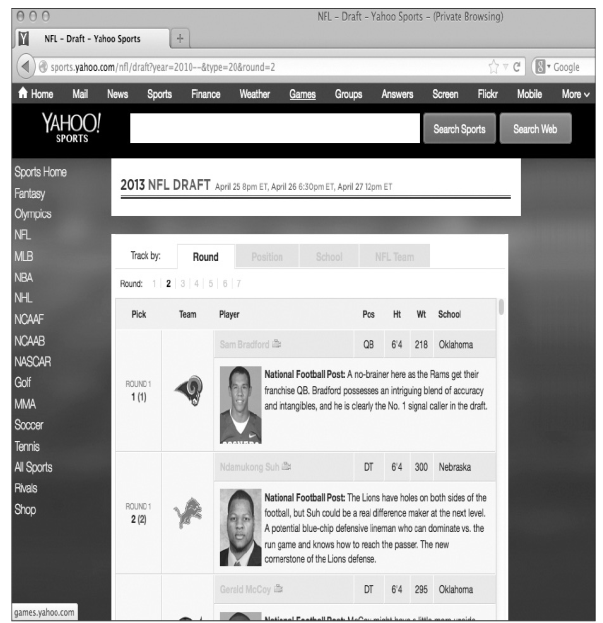 NFL – Draft – Yahoo Sports – (Private Browsing)
NFL – Draft – Yahoo Sports
+
sports.yahoo.com/nfl/draft?year=2010--&type=20&round=2
Google
Home Mail News Sports Finance Weather Games Groups Answers Screen Flickr Mobile More
YAHOO!
SPORTS
Search Sports Search Web
Sports Home
Fantasy
Olympics
NFL
MLB
NBA
NHL
NCAAF
NCAAB
NASCAR
Golf
MMA
Soccer
Tennis
All Sports
Rivals
Shop
2013 NFL DRAFT April 25 8pm ET, April 26 6:30pm ET, April 27 12pm ET
Track by: Round Position School NFL Team
Round: 1 | 2 | 3 | 4 | 5 | 6 | 7
Pick Team Player Pos Ht Wt School
Sam Bradford QB 6'4 218 Oklahoma
ROUND 1
1 (1)
National Football Post: A no-brainer here as the Rams get their
franchise QB. Bradford possesses an intriguing blend of accuracy
and intangibles, and he is clearly the No. 1 signal caller in the draft.
Ndamukong Suh DT 6'4 300 Nebraska
ROUND 1
2 (2)
National Football Post: The Lions have holes on both sides of the
football, but Suh could be a real difference maker at the next level.
A potential blue-chip defensive lineman who can dominate vs. the
run game and knows how to reach the passer. The new
cornerstone of the Lions defense.
Gerald McCoy DT 6'4 295 Oklahoma
games.yahoo.com